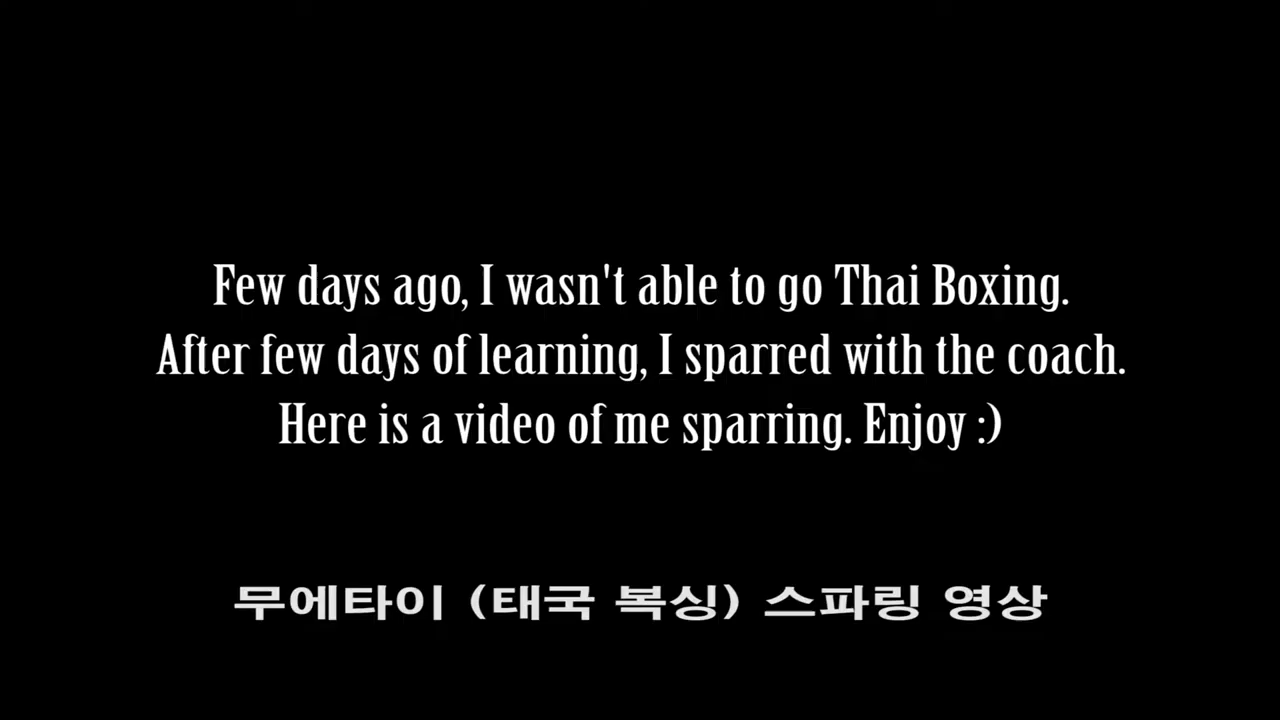 Few days ago, I wasn't able to go Thai Boxing.
After few days of learning, I sparred with the coach.
Here is a video of me sparring. Enjoy :)
무에타이 (태국 복싱) 스파링 영상